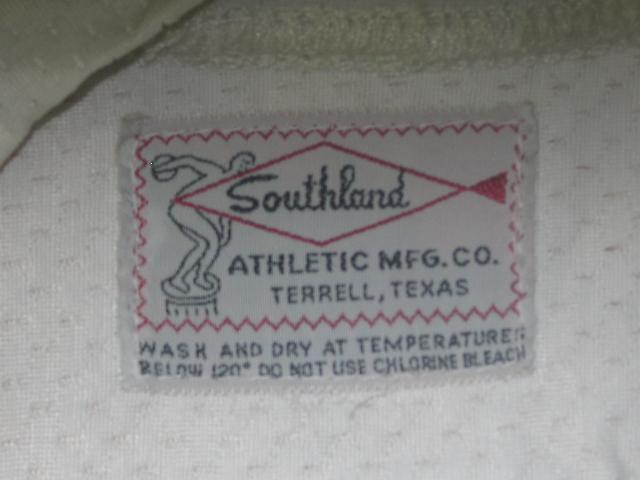 Southland
ATHLETIC MFG. CO.
TERRELL, TEXAS
WASH AND DRY AT TEMPERATURES
BELOW 120° DO NOT USE CHLORINE BLEACH